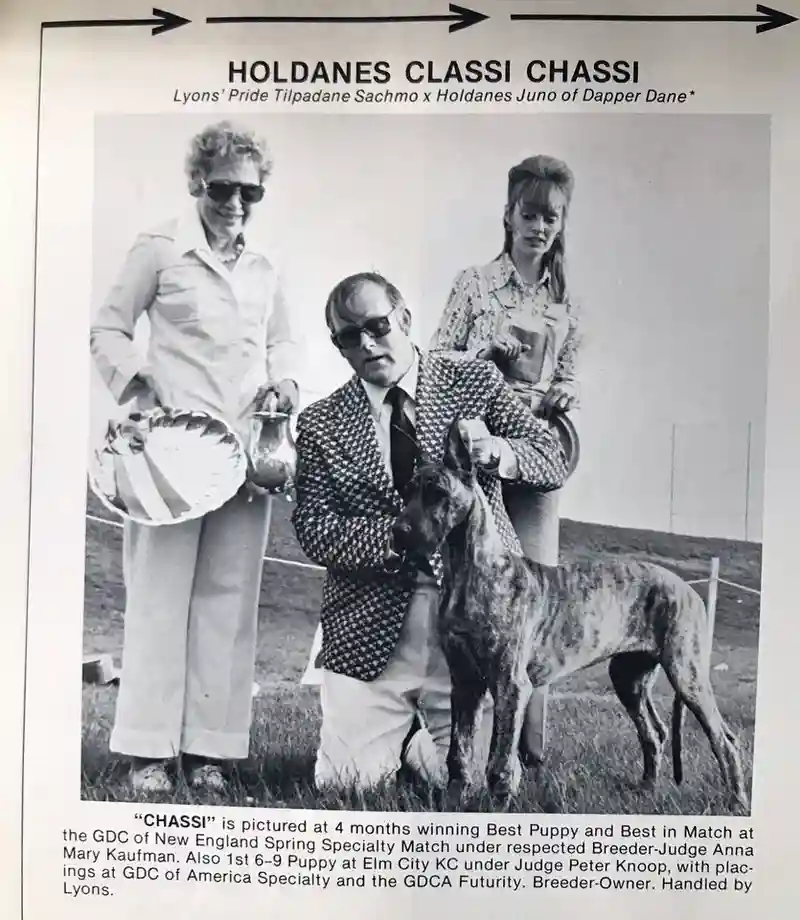 HOLDANES CLASSI CHASSI
Lyons' Pride Tilpadane Sachmo x Holdanes Juno of Dapper Dane*
"CHASSI" is pictured at 4 months winning Best Puppy and Best in Match at
the GDC of New England Spring Specialty Match under respected Breeder-Judge Anna
Mary Kaufman. Also 1st 6–9 Puppy at Elm City KC under Judge Peter Knoop, with plac-
ings at GDC of America Specialty and the GDCA Futurity. Breeder-Owner. Handled by
Lyons.